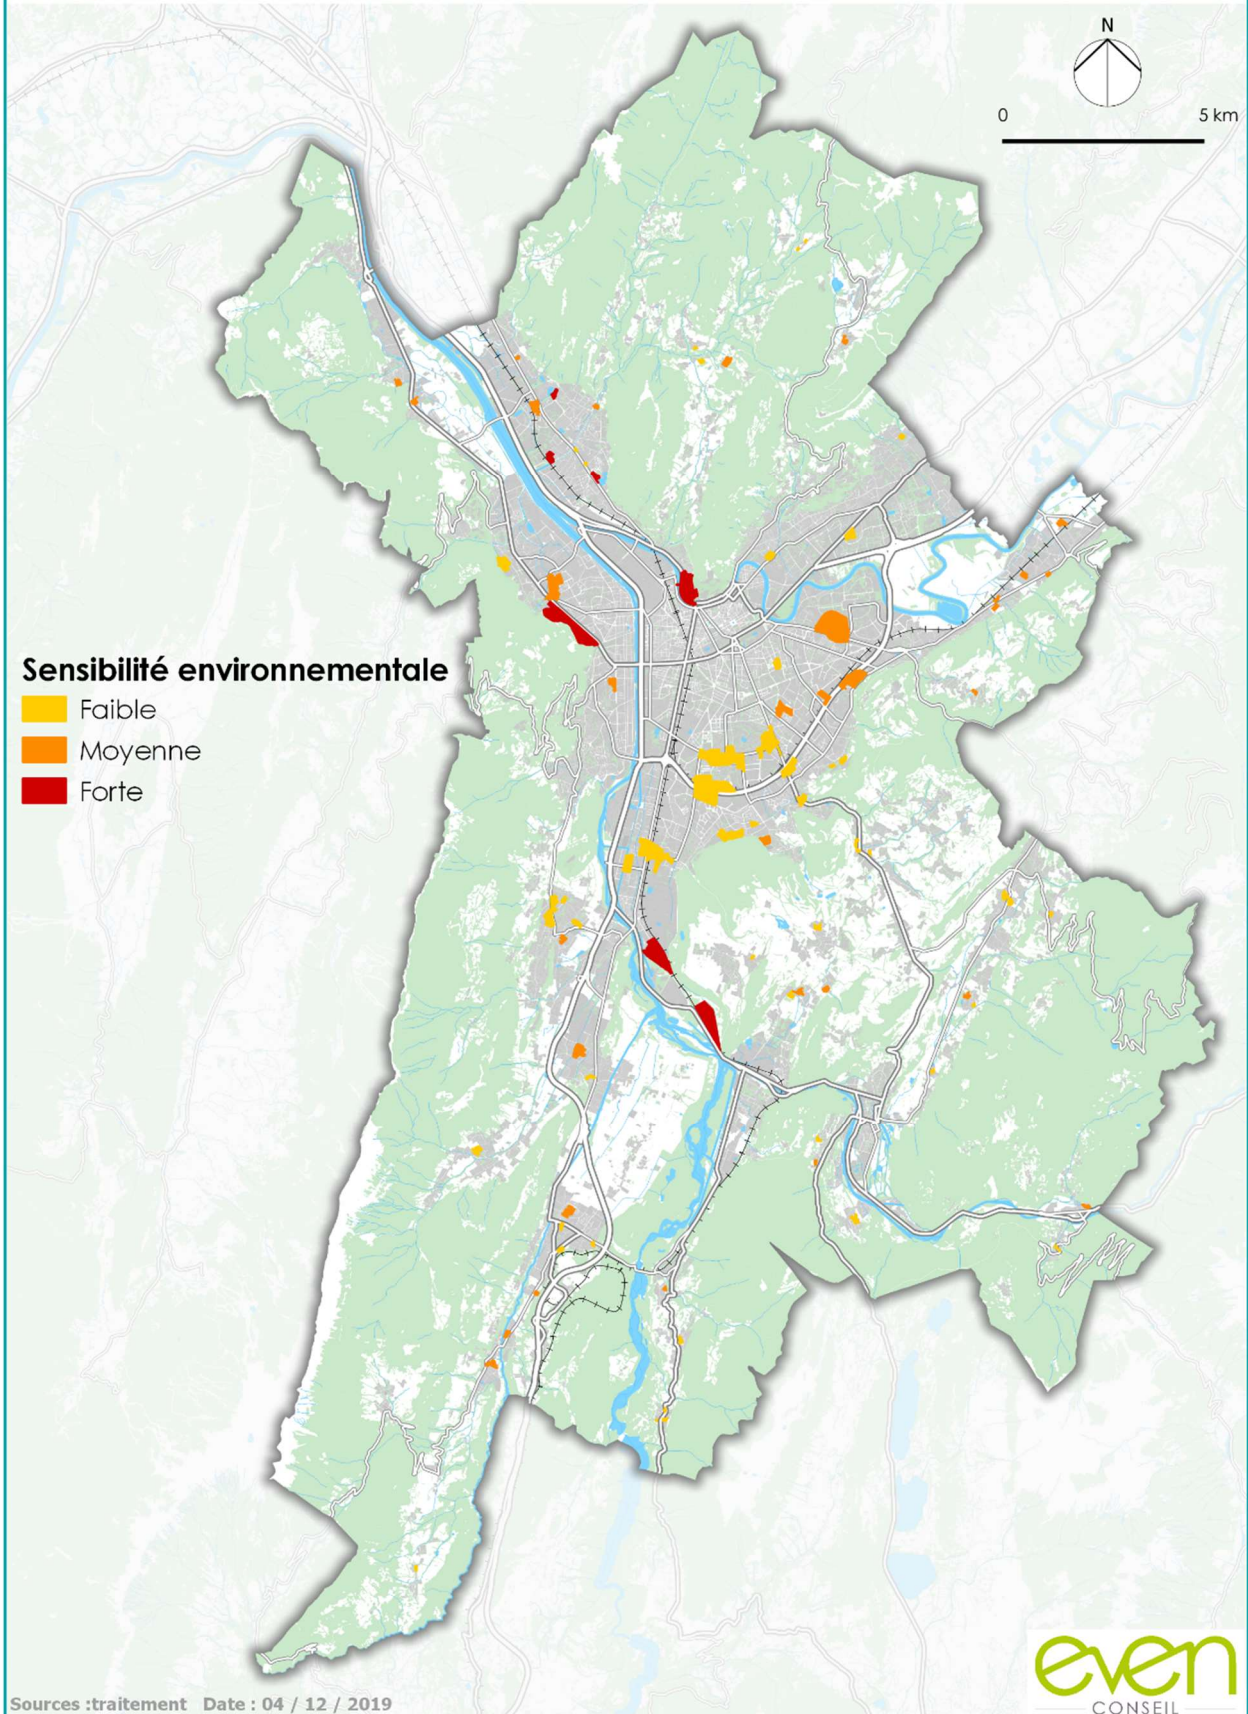 N
0 5 km
Sensibilité environnementale
Faible
Moyenne
Forte
even
CONSEIL
Sources :traitement Date : 04 / 12 / 2019